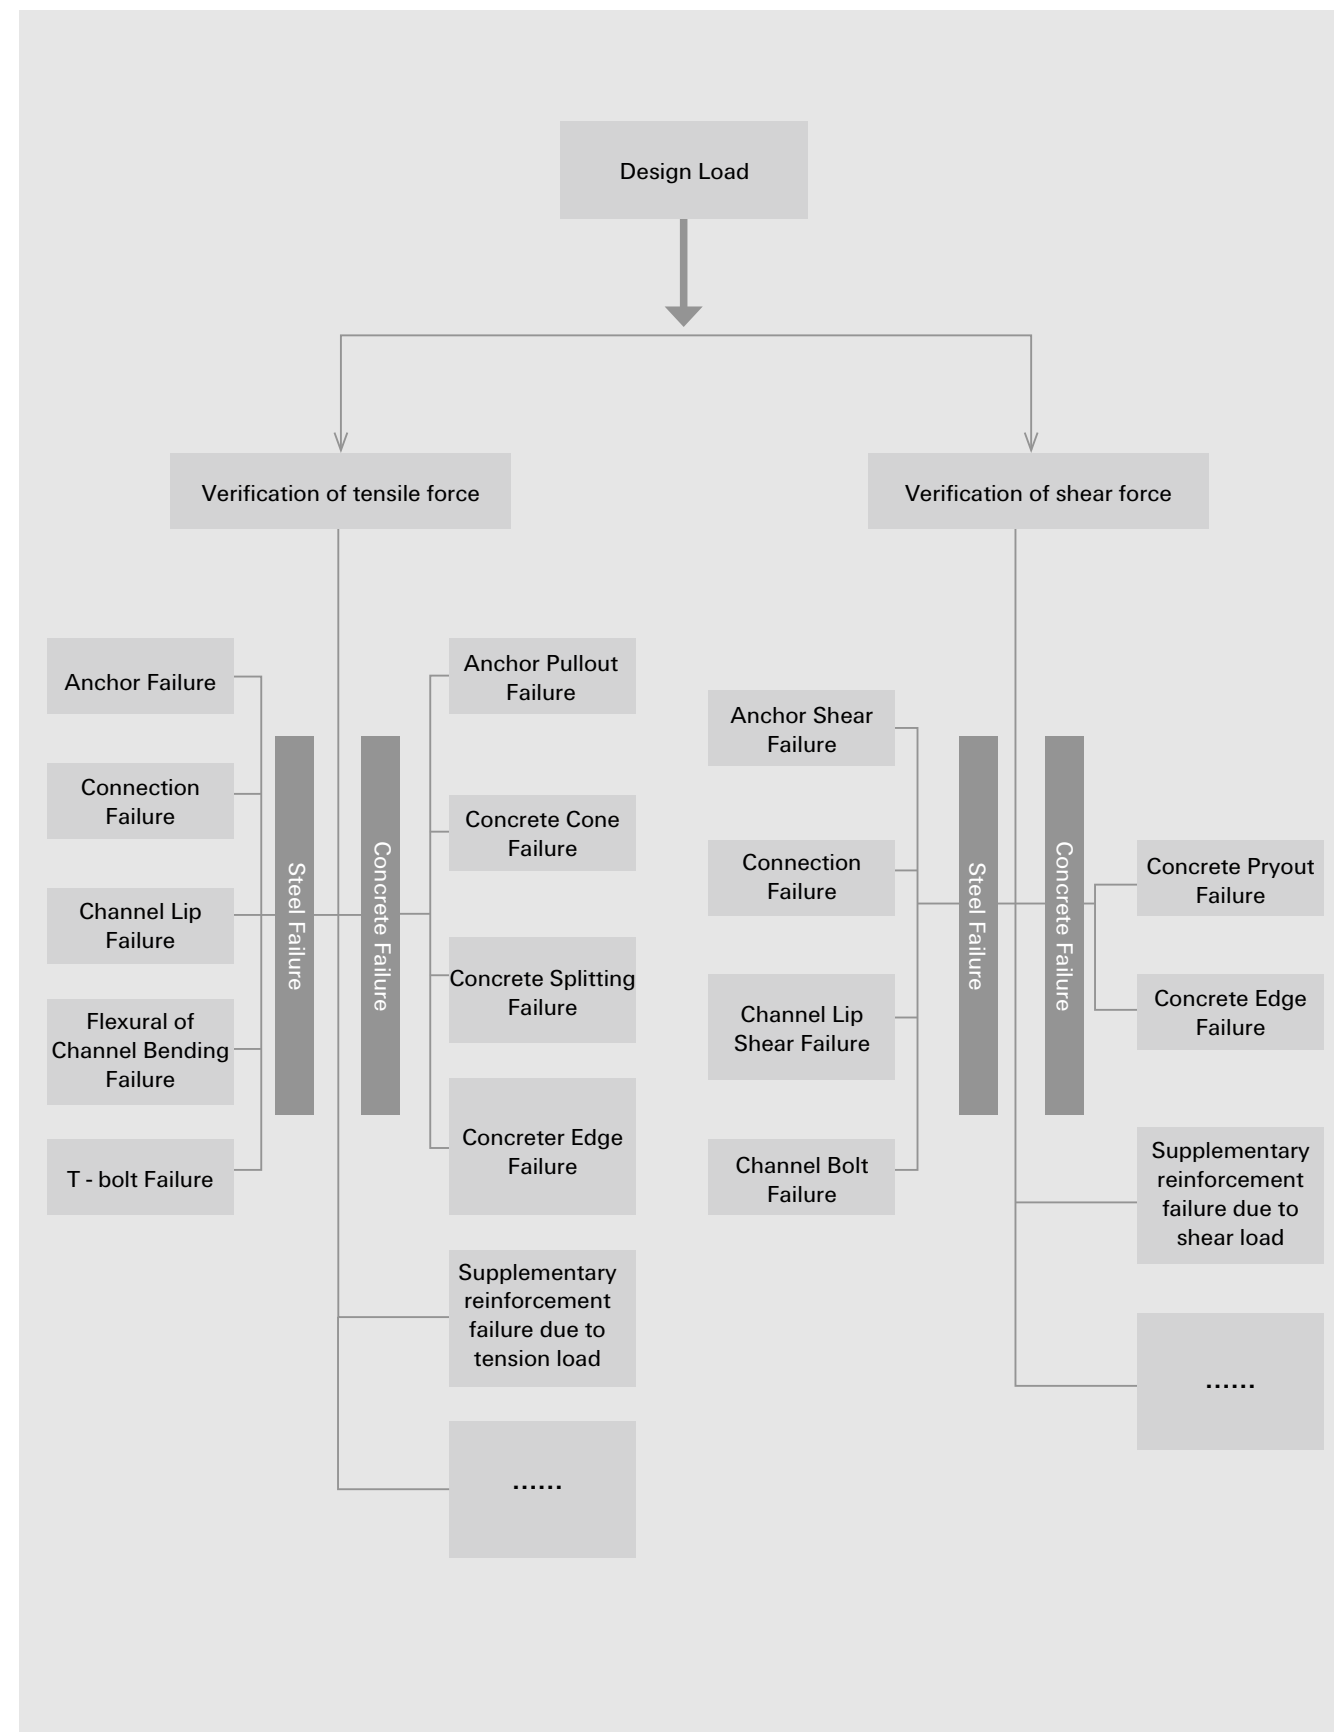 Design Load
Verification of tensile force
Verification of shear force
Anchor Failure
Connection
Failure
Channel Lip
Failure
Flexural of
Channel Bending
Failure
T - bolt Failure
Steel Failure
Concrete Failure
Anchor Pullout
Failure
Concrete Cone
Failure
Concrete Splitting
Failure
Concreter Edge
Failure
Supplementary
reinforcement
failure due to
tension load
......
Anchor Shear
Failure
Connection
Failure
Channel Lip
Shear Failure
Channel Bolt
Failure
Steel Failure
Concrete Failure
Concrete Pryout
Failure
Concrete Edge
Failure
Supplementary
reinforcement
failure due to
shear load
......